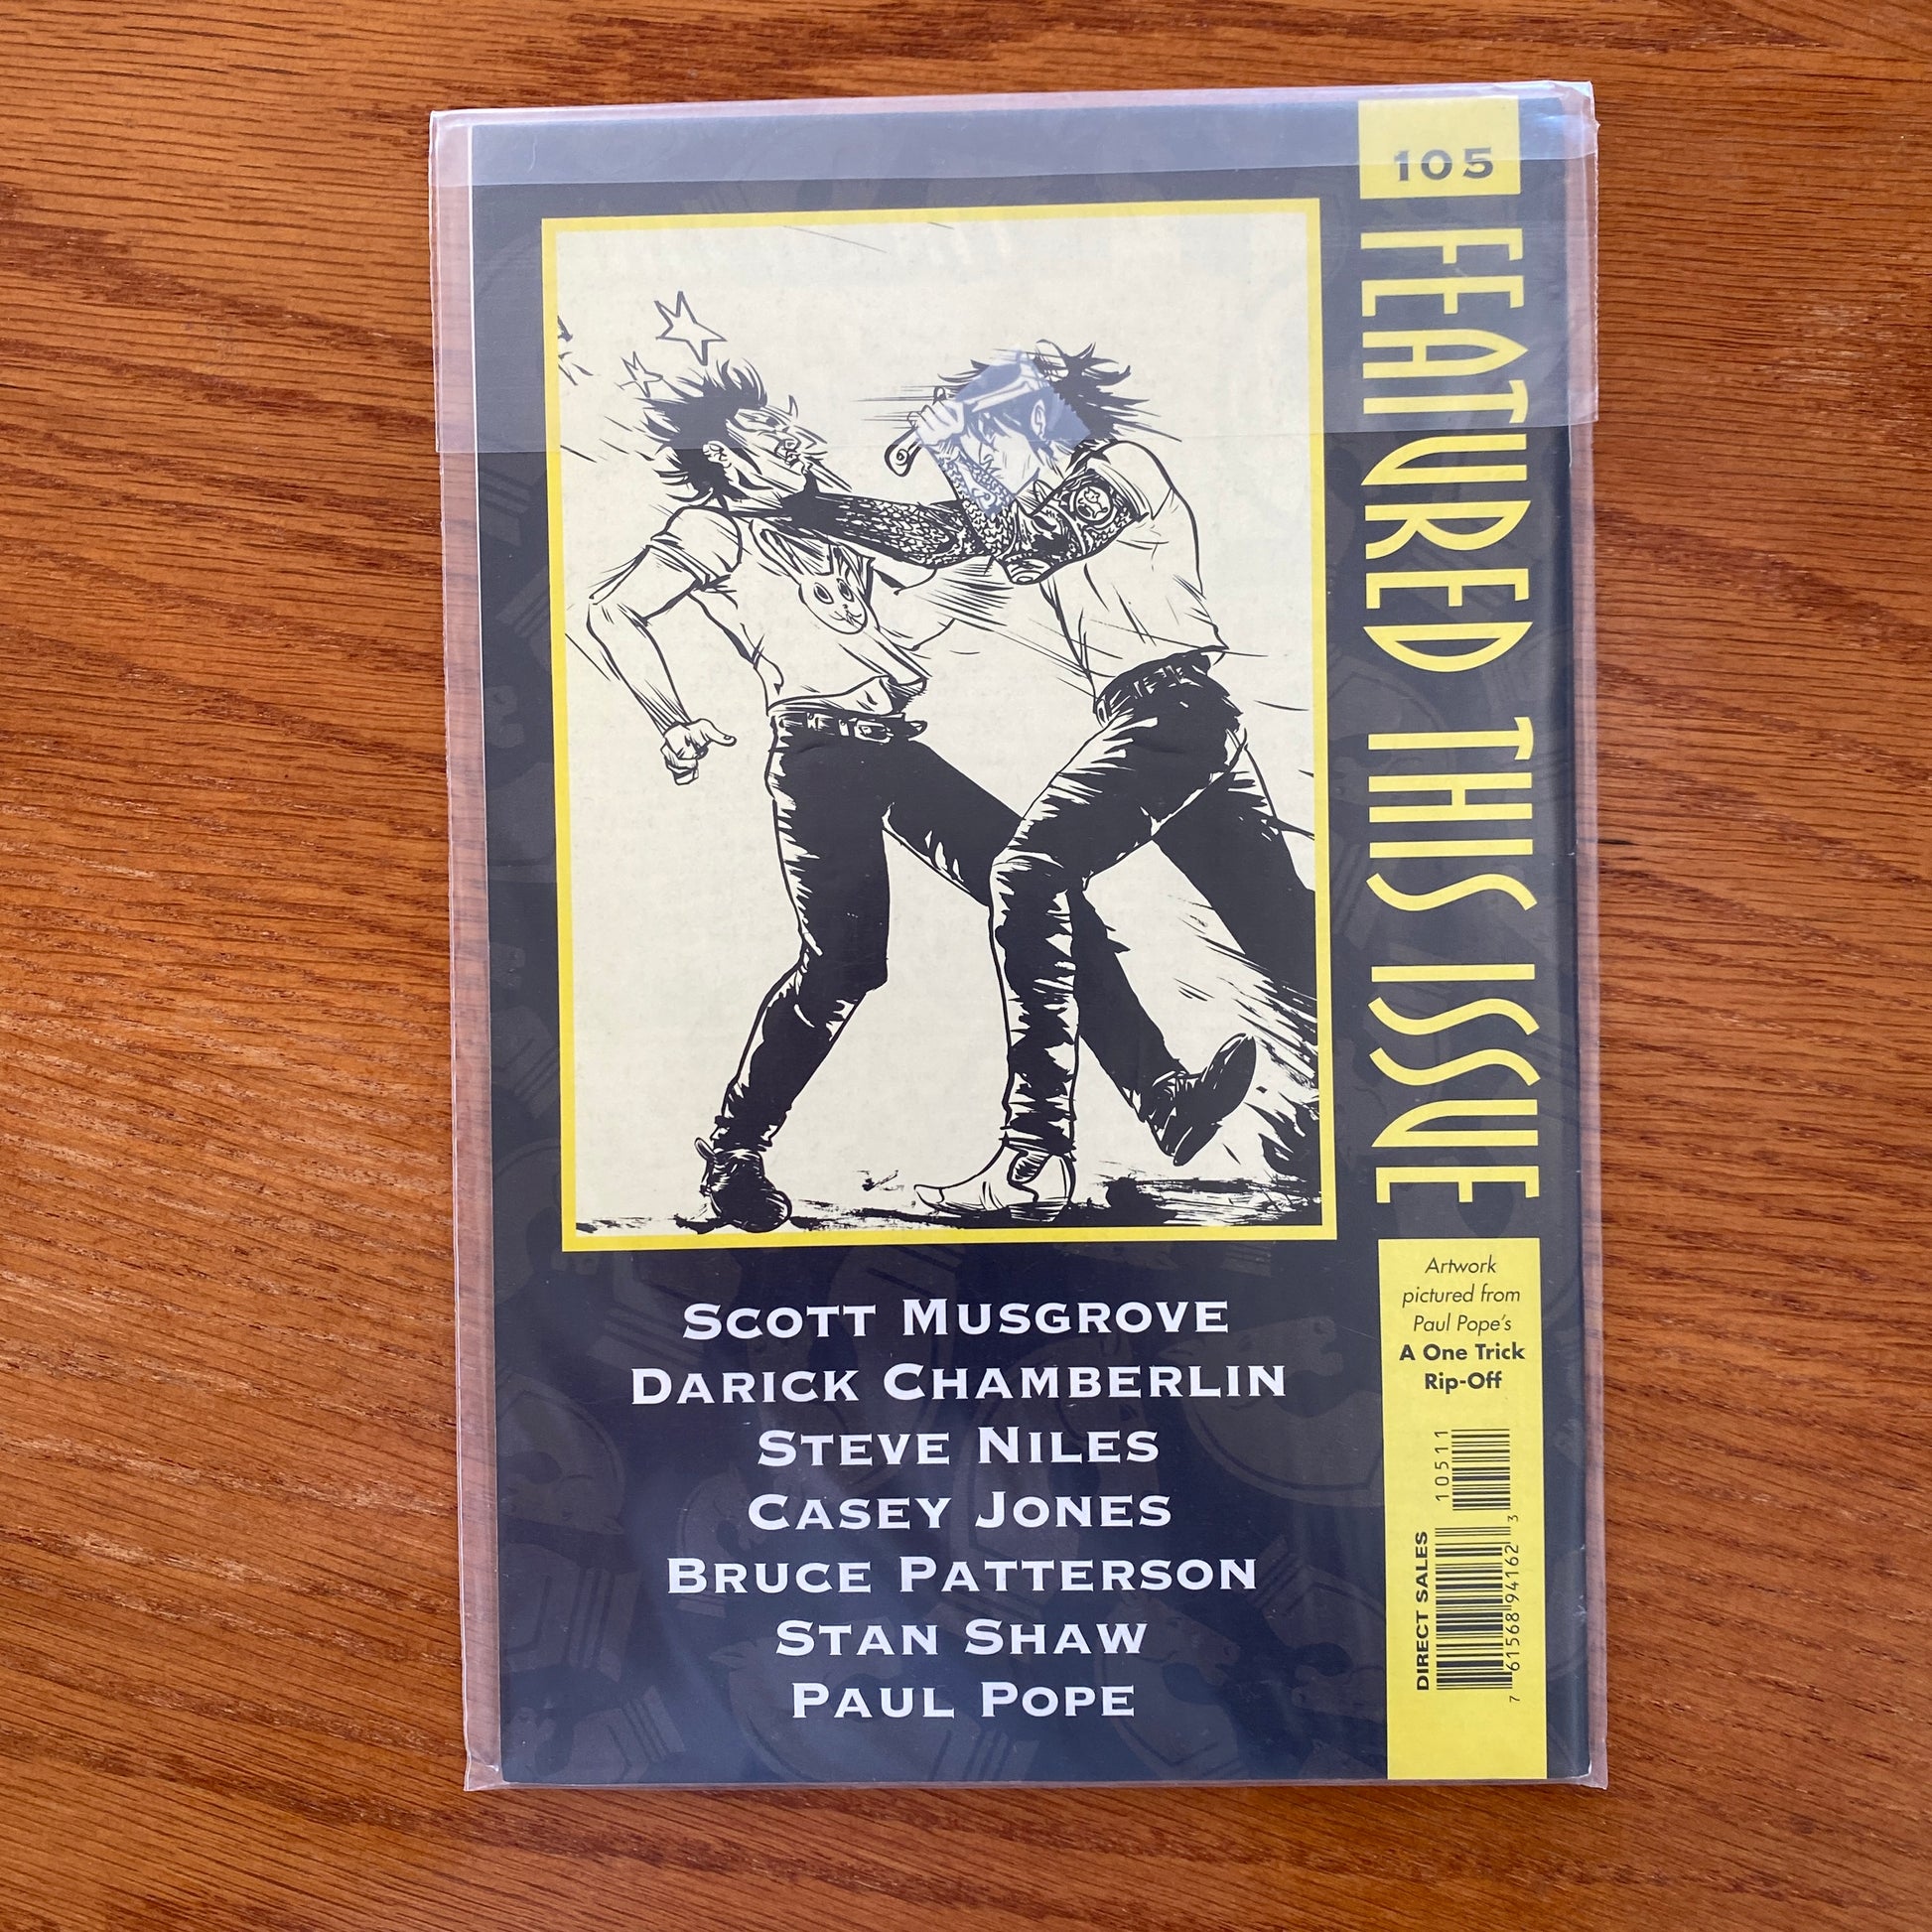 105
FEATURED THIS ISSUE
SCOTT MUSGROVE
DARICK CHAMBERLIN
STEVE NILES
CASEY JONES
BRUCE PATTERSON
STAN SHAW
PAUL POPE
Artwork
pictured from
Paul Pope's
A One Trick
Rip-Off
10511
DIRECT SALES
7 61568 94162 3